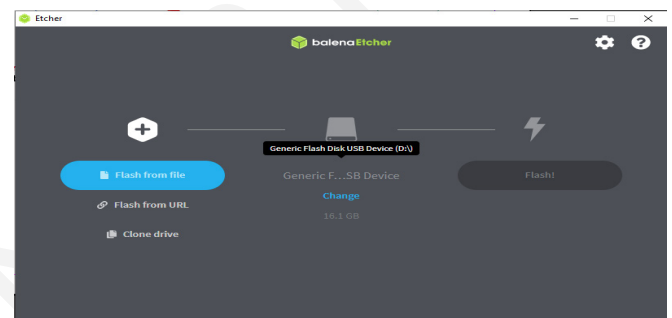 Etcher
balenaEtcher
Generic Flash Disk USB Device (D:\)
Flash from file
Generic F...SB Device
Flash!
Flash from URL
Change
16.1 GB
Clone drive